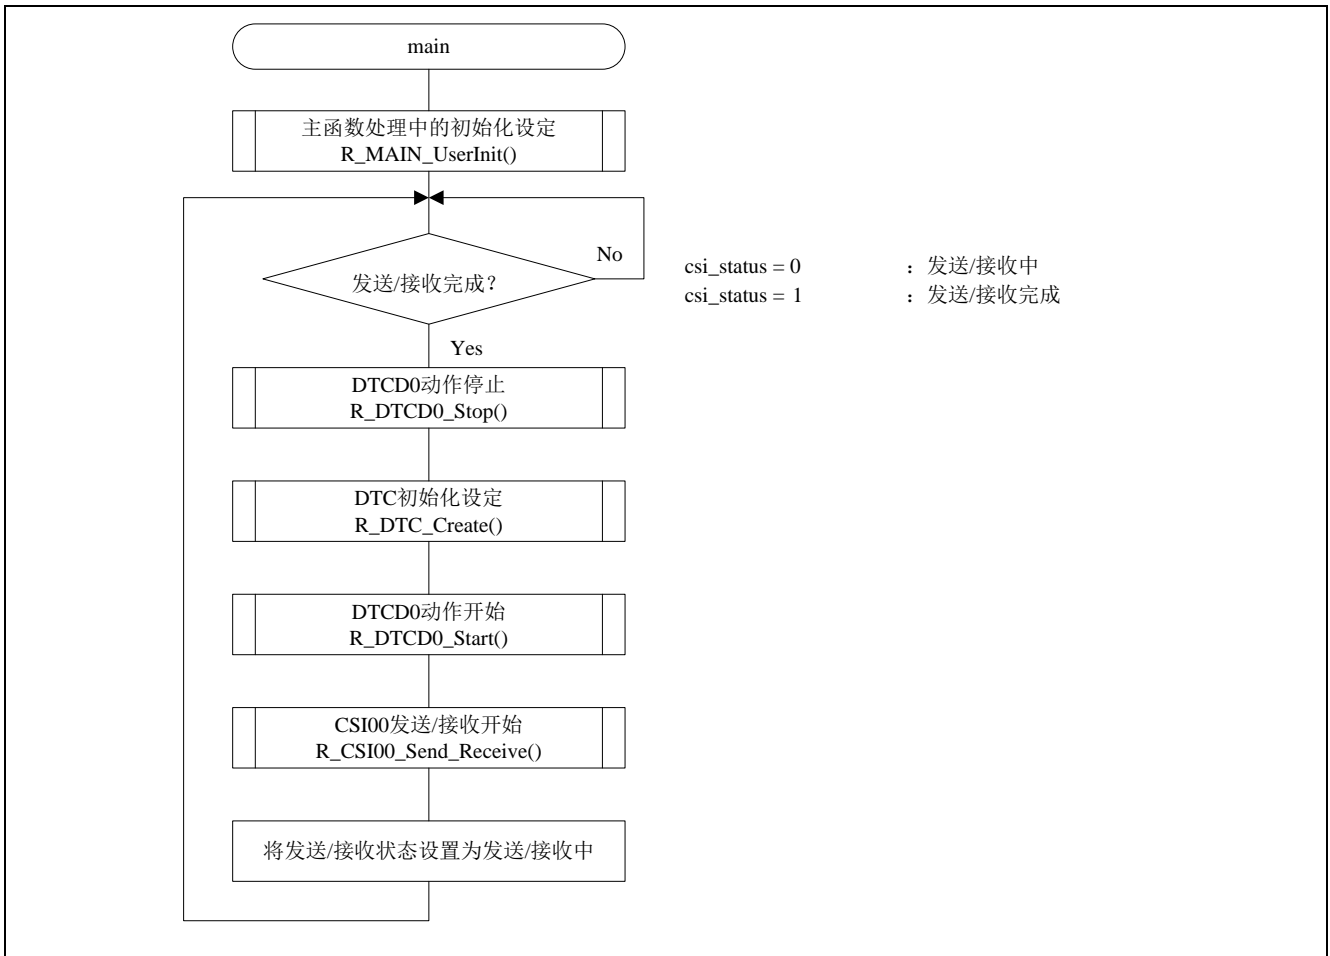 main
主函数处理中的初始化设定
R_MAIN_UserInit()
No
发送/接收完成?
csi_status = 0 : 发送/接收中
csi_status = 1 : 发送/接收完成
Yes
DTCD0动作停止
R_DTCD0_Stop()
DTC初始化设定
R_DTC_Create()
DTCD0动作开始
R_DTCD0_Start()
CSI00发送/接收开始
R_CSI00_Send_Receive()
将发送/接收状态设置为发送/接收中